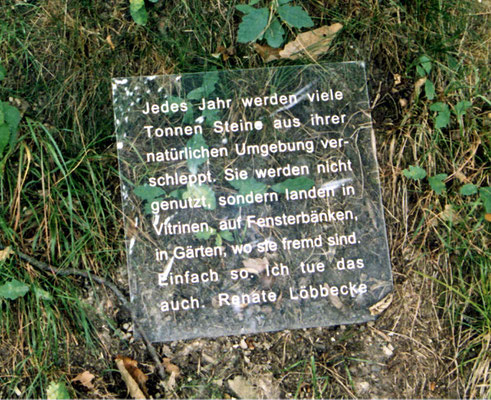 Jedes Jahr werden viele
Tonnen Steine aus ihrer
natürlichen Umgebung ver-
schleppt. Sie werden nicht
genutzt, sondern landen in
Vitrinen, auf Fensterbänken,
in Gärten, wo sie fremd sind.
Einfach so. Ich tue das
auch. Renate Löbbecke